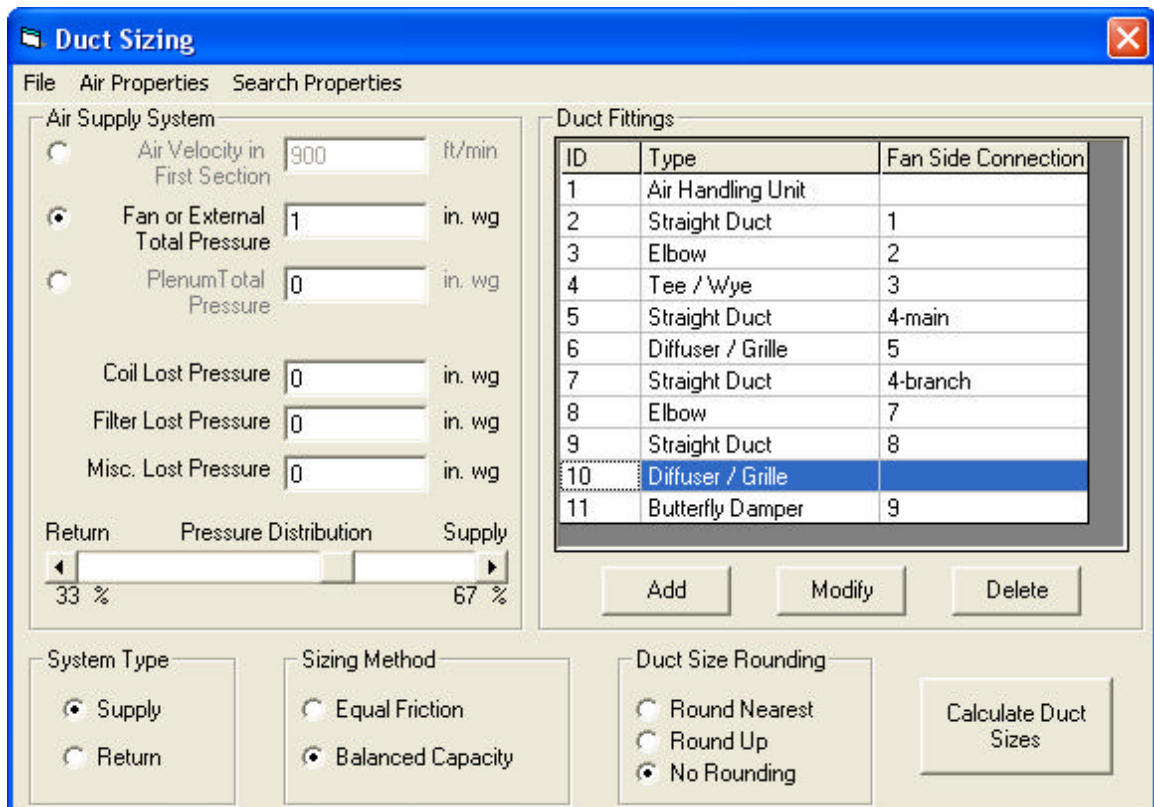 Duct Sizing
File Air Properties Search Properties
Air Supply System
Air Velocity in
First Section
900
ft/min
Fan or External
Total Pressure
1
in. wg
PlenumTotal
Pressure
0
in. wg
Coil Lost Pressure 0 in. wg
Filter Lost Pressure 0 in. wg
Misc. Lost Pressure 0 in. wg
Return Pressure Distribution Supply
33 % 67 %
Duct Fittings
ID Type Fan Side Connection
1 Air Handling Unit
2 Straight Duct 1
3 Elbow 2
4 Tee / Wye 3
5 Straight Duct 4-main
6 Diffuser / Grille 5
7 Straight Duct 4-branch
8 Elbow 7
9 Straight Duct 8
10 Diffuser / Grille
11 Butterfly Damper 9
Add Modify Delete
System Type
Supply
Return
Sizing Method
Equal Friction
Balanced Capacity
Duct Size Rounding
Round Nearest
Round Up
No Rounding
Calculate Duct
Sizes